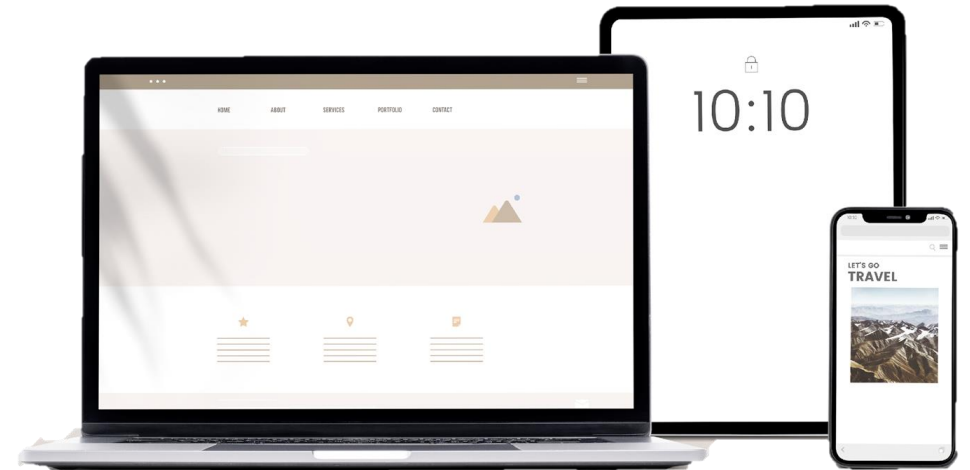 HOME ABOUT SERVICES PORTFOLIO CONTACT
10:10
LET'S GO
TRAVEL